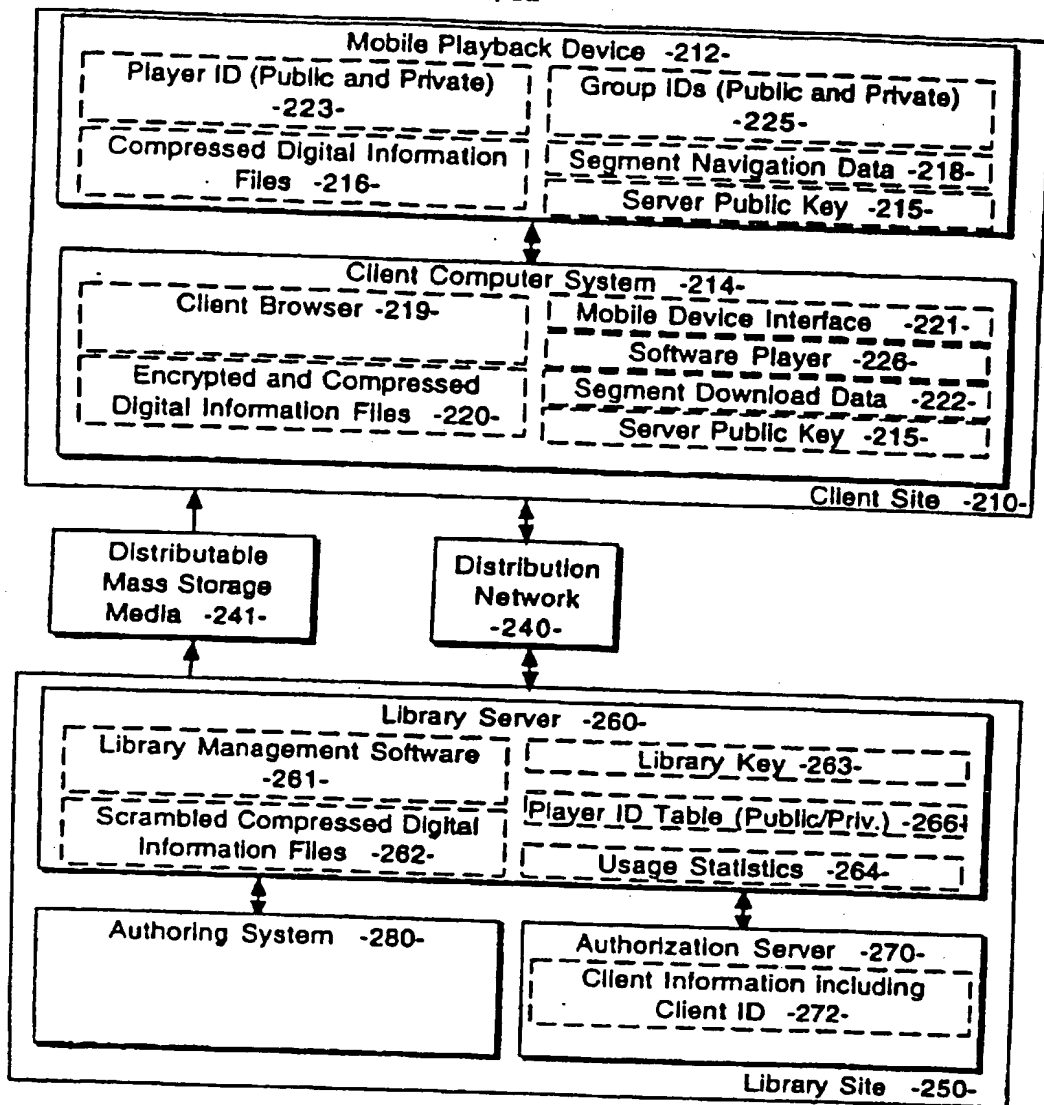 Mobile Playback Device -212-
Player ID (Public and Private)
-223-
Group IDs (Public and Private)
-225-
Compressed Digital Information
Files -216-
Segment Navigation Data -218-
Server Public Key -215-
Client Computer System -214-
Client Browser -219-
Mobile Device Interface -221-
Software Player -226-
Encrypted and Compressed
Digital Information Files -220-
Segment Download Data -222-
Server Public Key -215-
Client Site -210-
Distributable
Mass Storage
Media -241-
Distribution
Network
-240-
Library Server -260-
Library Management Software
-261-
Library Key -263-
Scrambled Compressed Digital
Information Files -262-
Player ID Table (Public/Priv.) -266-
Usage Statistics -264-
Authoring System -280-
Authorization Server -270-
Client Information including
Client ID -272-
Library Site -250-